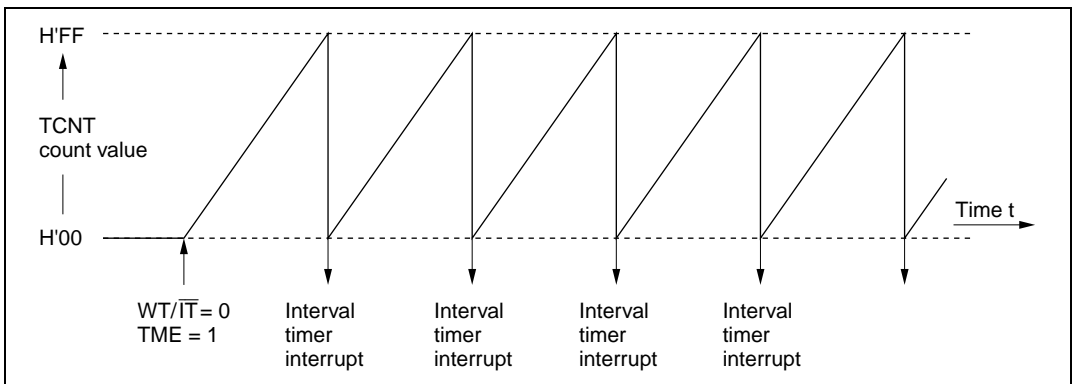 H'FF
TCNT
count value
H'00
Time t
WT/I̅T̅ = 0
TME = 1
Interval
timer
interrupt
Interval
timer
interrupt
Interval
timer
interrupt
Interval
timer
interrupt